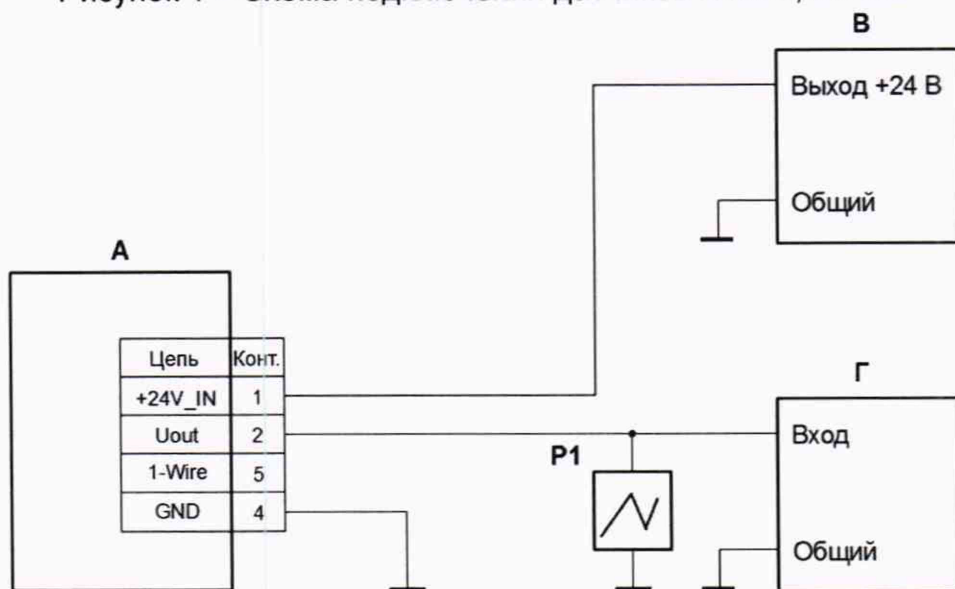 В
Выход +24 В
Общий
А
Цепь Конт.
+24V_IN 1
Uout 2
1-Wire 5
GND 4
Р1
Г
Вход
Общий